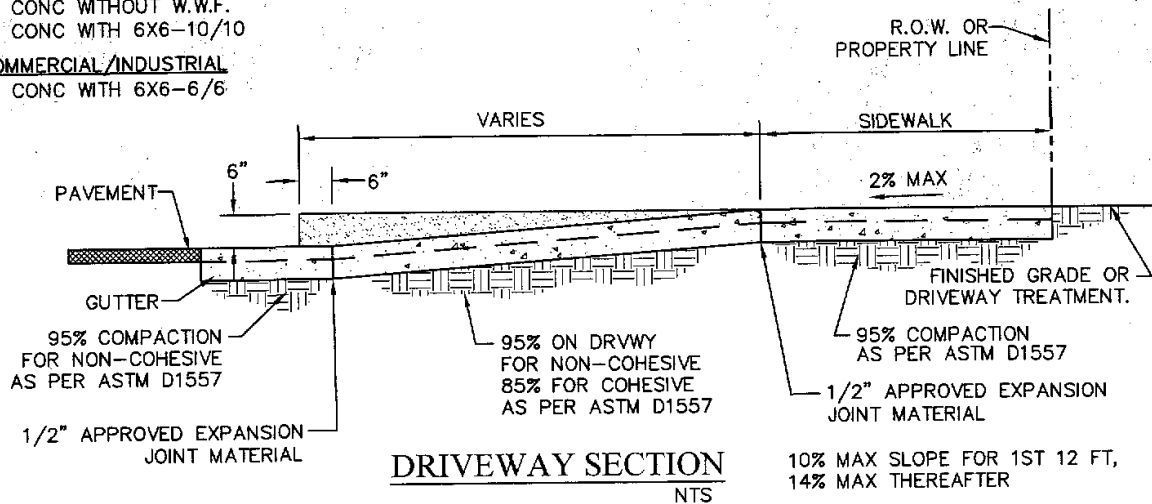 CONC WITHOUT W.W.F.
CONC WITH 6X6-10/10
OMMERCIAL/INDUSTRIAL
CONC WITH 6X6-6/6
R.O.W. OR
PROPERTY LINE
VARIES
SIDEWALK
6"
6"
2% MAX
PAVEMENT
GUTTER
FINISHED GRADE OR
DRIVEWAY TREATMENT.
95% COMPACTION
FOR NON-COHESIVE
AS PER ASTM D1557
95% ON DRVWY
FOR NON-COHESIVE
85% FOR COHESIVE
AS PER ASTM D1557
95% COMPACTION
AS PER ASTM D1557
1/2" APPROVED EXPANSION
JOINT MATERIAL
1/2" APPROVED EXPANSION
JOINT MATERIAL
DRIVEWAY SECTION
NTS
10% MAX SLOPE FOR 1ST 12 FT,
14% MAX THEREAFTER